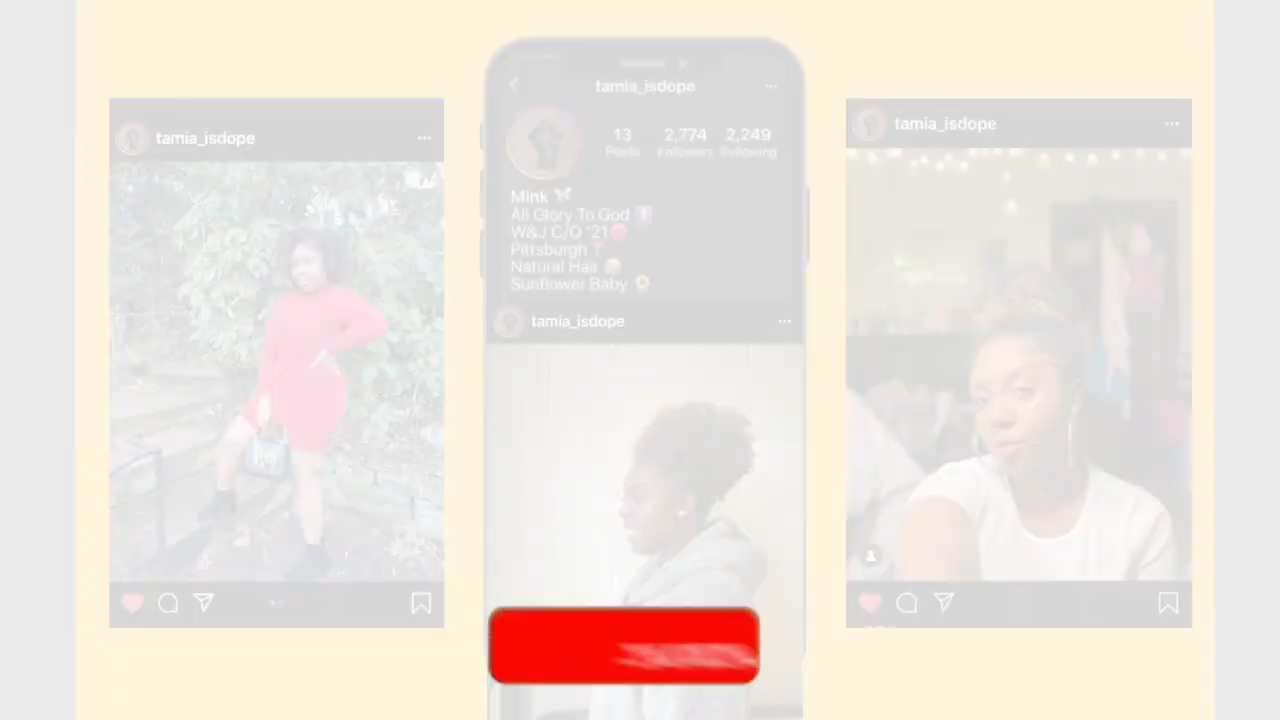 tamia_isdope
tamia_isdope
13 2,774 2,249
Posts Followers Following
Mink
All Glory To God
W&J C/O '21
Pittsburgh
Natural Hair
Sunflower Baby
tamia_isdope
tamia_isdope